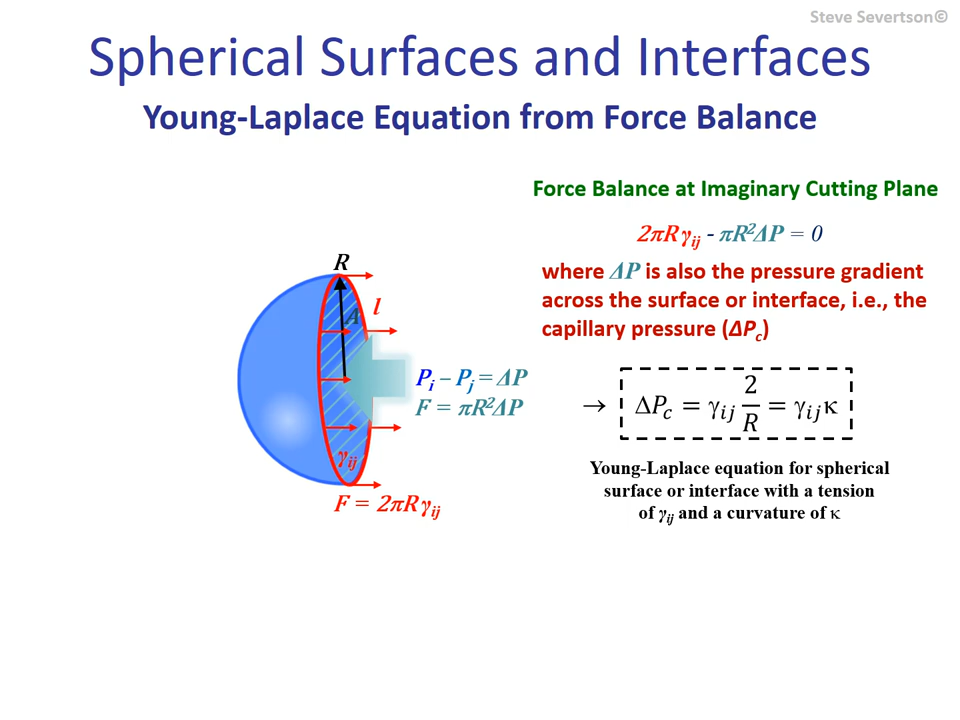 Steve Severtson©
Spherical Surfaces and Interfaces
Young-Laplace Equation from Force Balance
Force Balance at Imaginary Cutting Plane
2πRγij - πR²ΔP = 0
where ΔP is also the pressure gradient
across the surface or interface, i.e., the
capillary pressure (ΔPc)
R
l
A
Pi – Pj = ΔP
F = πR²ΔP
γij
F = 2πRγij
→ ΔPc = γij 2/R = γijκ
Young-Laplace equation for spherical
surface or interface with a tension
of γij and a curvature of κ